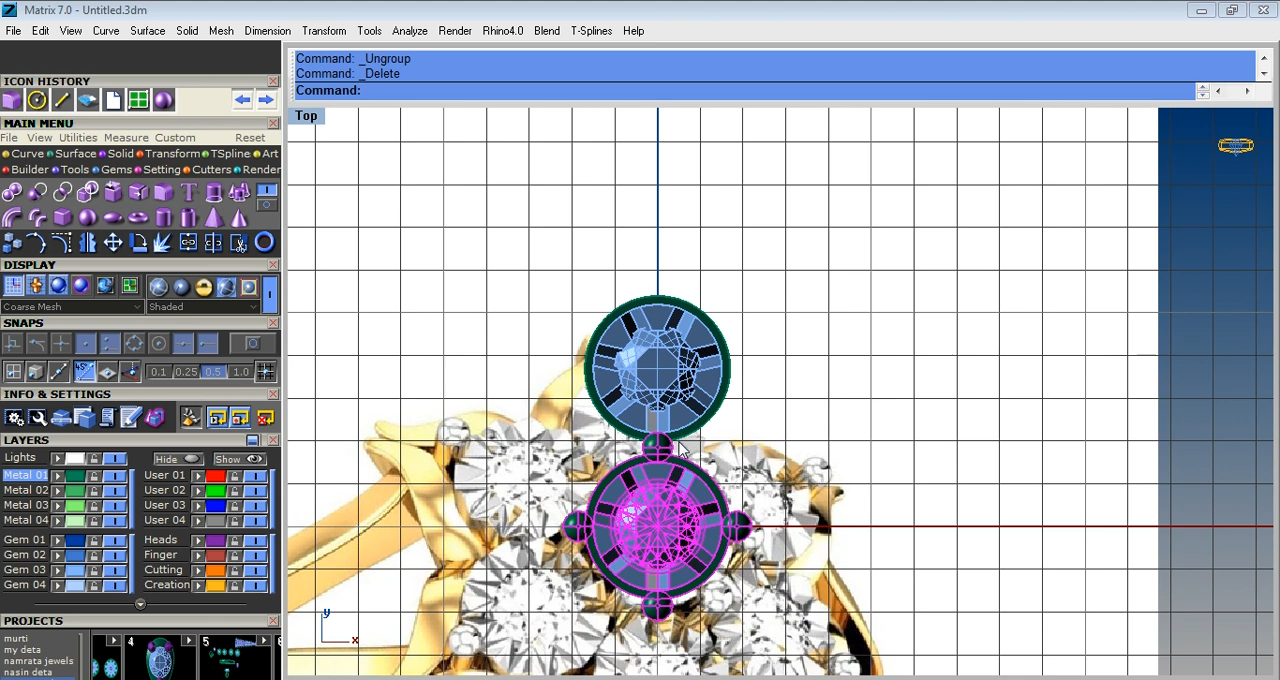 Matrix 7.0 - Untitled.3dm
File Edit View Curve Surface Solid Mesh Dimension Transform Tools Analyze Render Rhino4.0 Blend T-Splines Help
Command: _Ungroup
Command: _Delete
Command:
Top
ICON HISTORY
MAIN MENU
File View Utilities Measure Custom Reset
Curve Surface Solid Transform TSpline Art
Builder Tools Gems Setting Cutters Render
DISPLAY
Coarse Mesh Shaded
SNAPS
45°
0.1 0.25 0.5 1.0
INFO & SETTINGS
LAYERS
Lights Hide Show
Metal 01 User 01
Metal 02 User 02
Metal 03 User 03
Metal 04 User 04
Gem 01 Heads
Gem 02 Finger
Gem 03 Cutting
Gem 04 Creation
PROJECTS
murti
my deta
namrata jewels
nasin deta
4 5
y
x